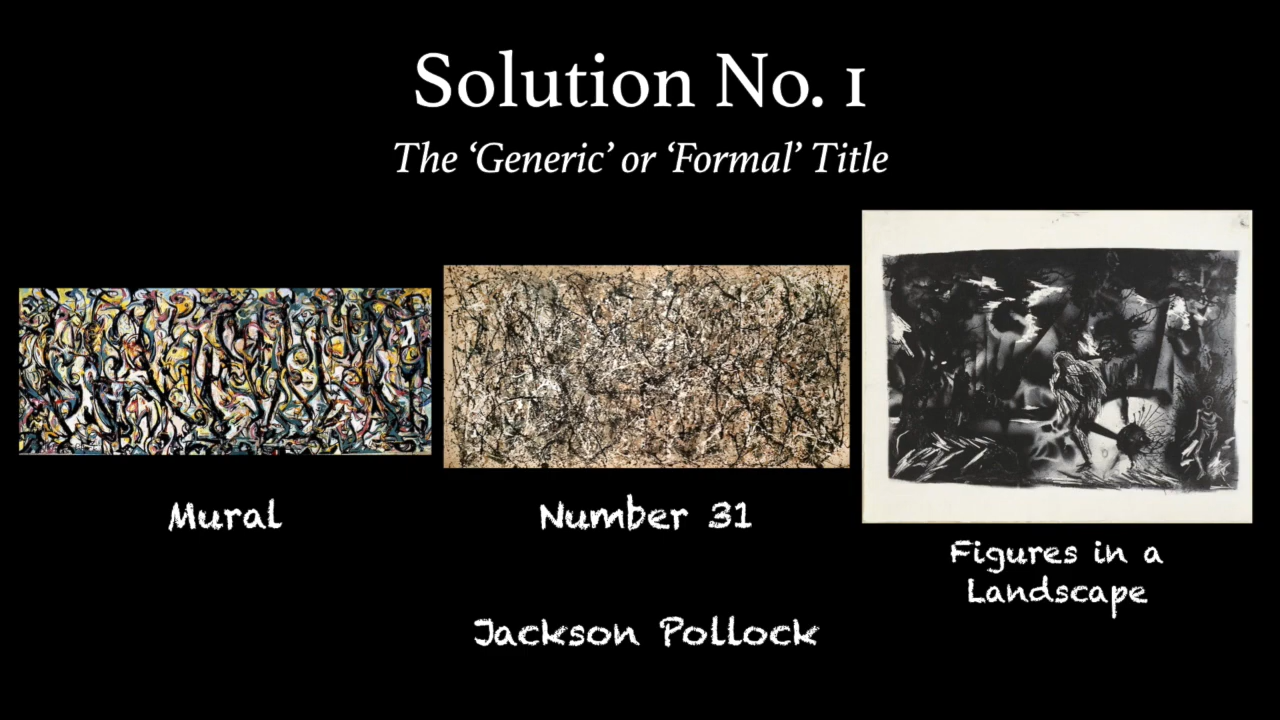 Solution No. 1
The ‘Generic’ or ‘Formal’ Title
Mural
Number 31
Figures in a
Landscape
Jackson Pollock